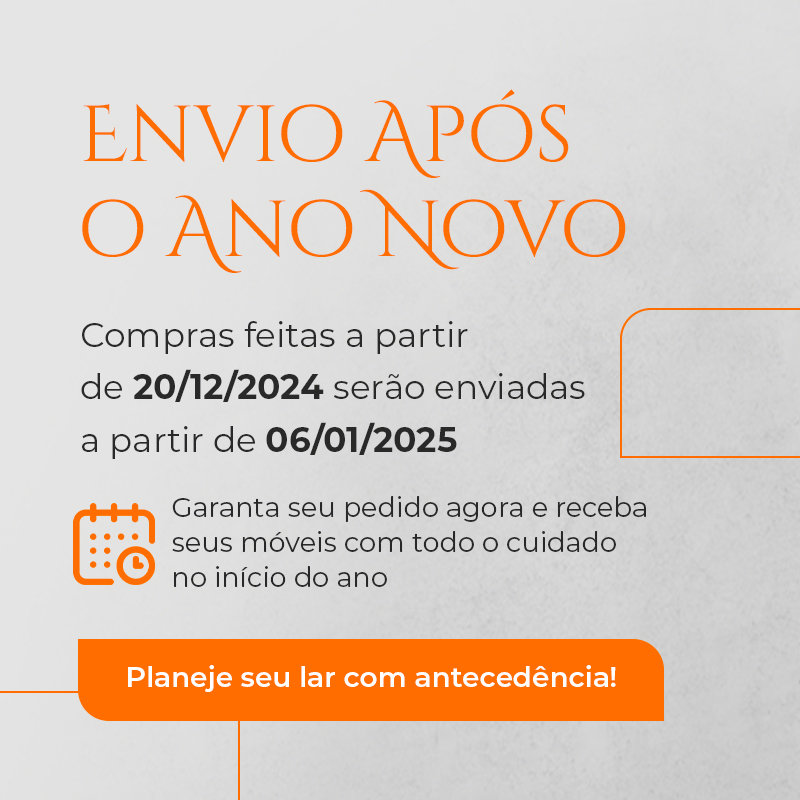 Envio Após
o Ano Novo
Compras feitas a partir
de 20/12/2024 serão enviadas
a partir de 06/01/2025
Garanta seu pedido agora e receba
seus móveis com todo o cuidado
no início do ano
Planeje seu lar com antecedência!